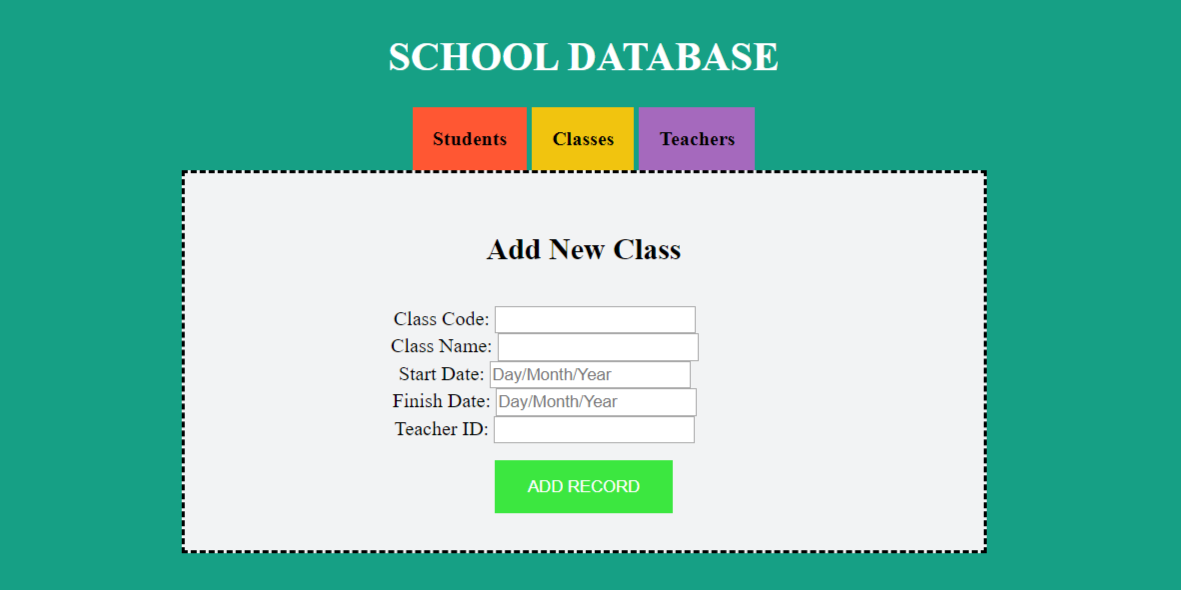 SCHOOL DATABASE
Students Classes Teachers
Add New Class
Class Code:
Class Name:
Start Date: Day/Month/Year
Finish Date: Day/Month/Year
Teacher ID:
ADD RECORD